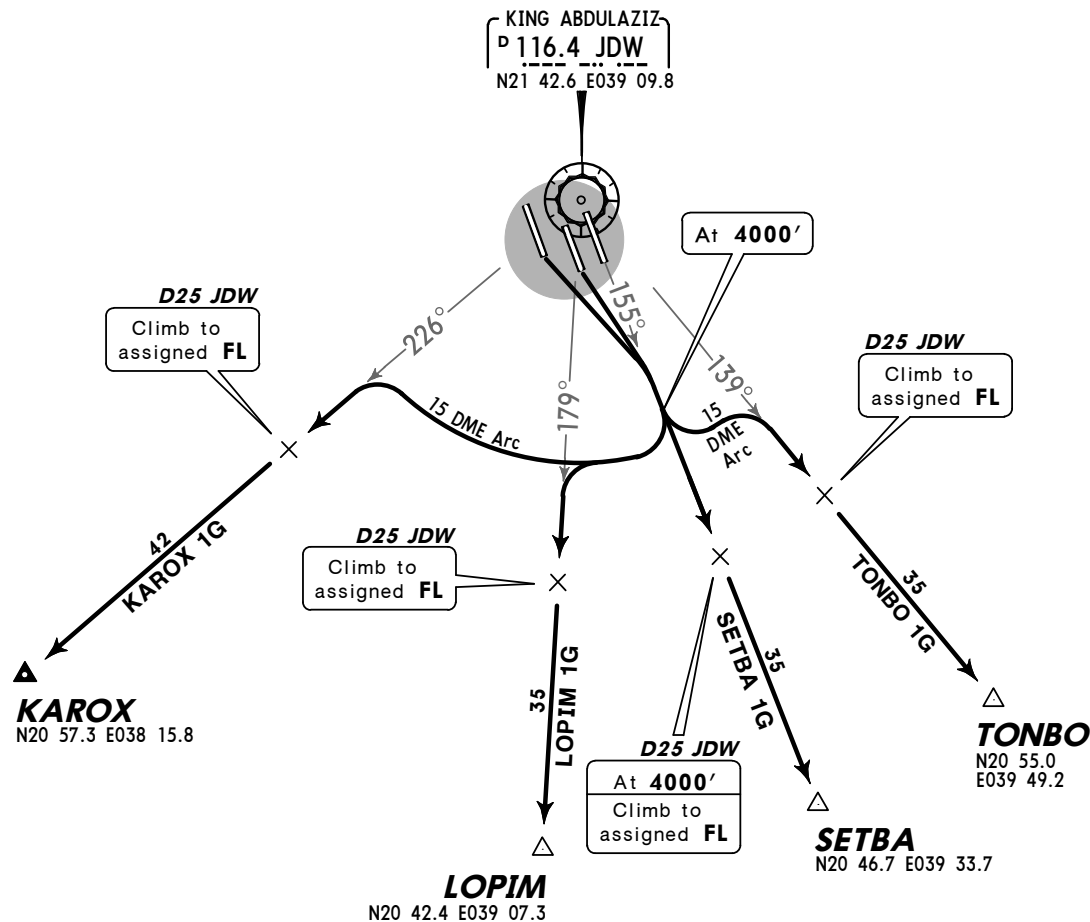 KING ABDULAZIZ
D 116.4 JDW
N21 42.6 E039 09.8
At 4000'
D25 JDW
Climb to
assigned FL
226°
155°
139°
179°
D25 JDW
Climb to
assigned FL
15 DME Arc
15
DME
Arc
D25 JDW
Climb to
assigned FL
42
KAROX 1G
35
LOPIM 1G
35
SETBA 1G
35
TONBO 1G
KAROX
N20 57.3 E038 15.8
TONBO
N20 55.0
E039 49.2
D25 JDW
At 4000'
Climb to
assigned FL
SETBA
N20 46.7 E039 33.7
LOPIM
N20 42.4 E039 07.3